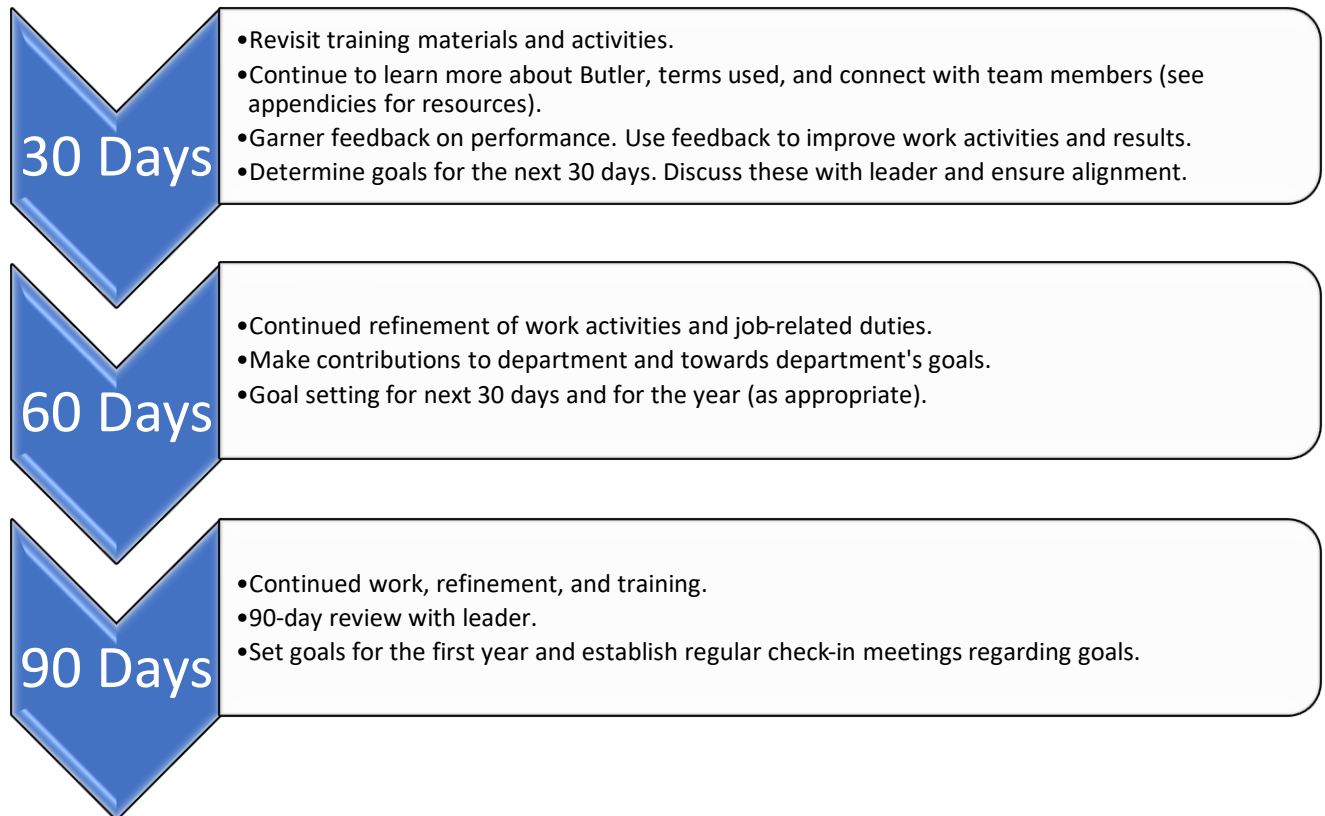 30 Days
•Revisit training materials and activities.
•Continue to learn more about Butler, terms used, and connect with team members (see
appendicies for resources).
•Garner feedback on performance. Use feedback to improve work activities and results.
•Determine goals for the next 30 days. Discuss these with leader and ensure alignment.
60 Days
•Continued refinement of work activities and job-related duties.
•Make contributions to department and towards department's goals.
•Goal setting for next 30 days and for the year (as appropriate).
90 Days
•Continued work, refinement, and training.
•90-day review with leader.
•Set goals for the first year and establish regular check-in meetings regarding goals.